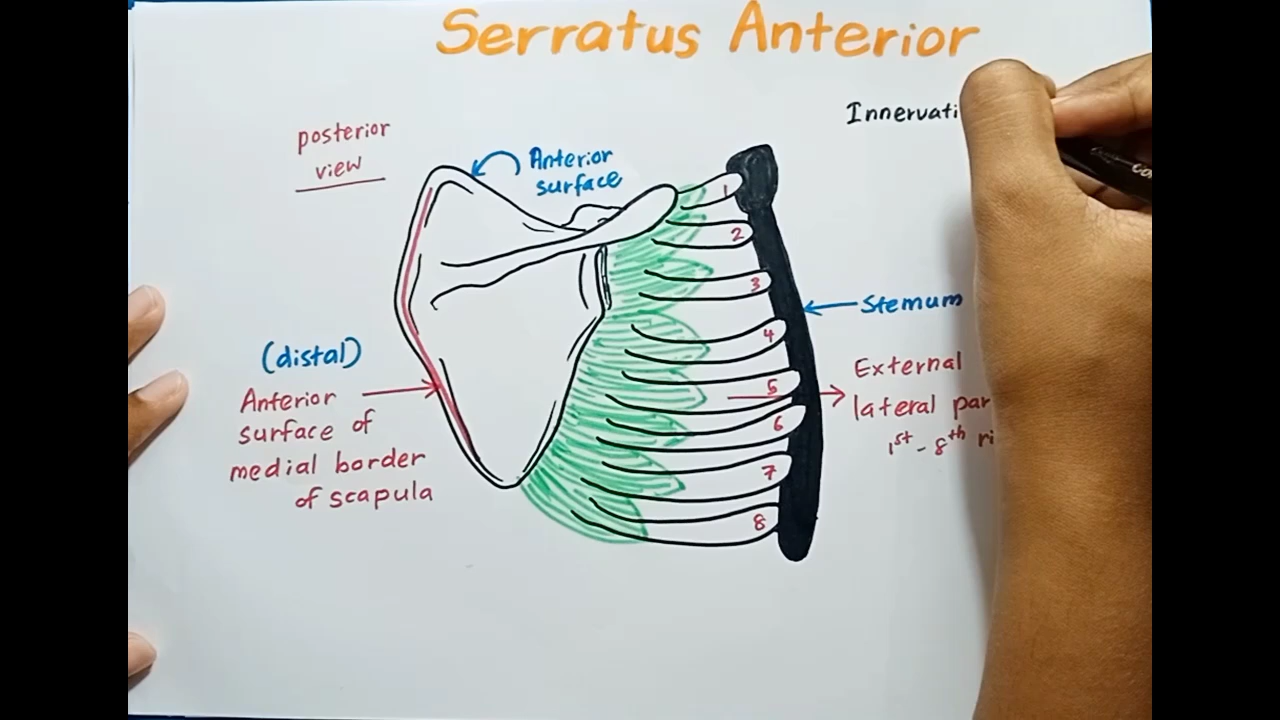 Serratus Anterior
Innervati
posterior
view
Anterior
surface
1
2
3
4
5
6
7
8
Sternum
(distal)
Anterior
surface of
medial border
of scapula
External
lateral par
1st - 8th ri